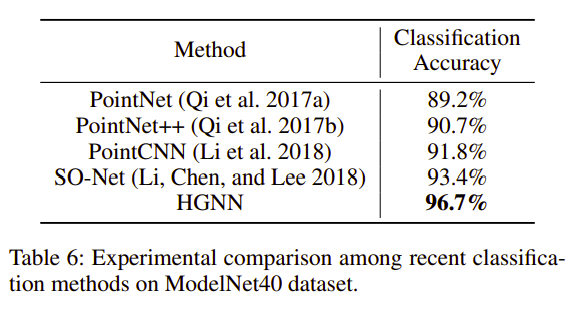 Method Classification Accuracy
PointNet (Qi et al. 2017a) 89.2%
PointNet++ (Qi et al. 2017b) 90.7%
PointCNN (Li et al. 2018) 91.8%
SO-Net (Li, Chen, and Lee 2018) 93.4%
HGNN 96.7%
Table 6: Experimental comparison among recent classifica-
tion methods on ModelNet40 dataset.